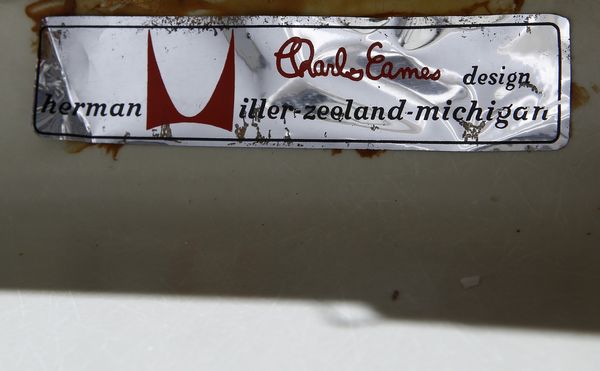 Charles Eames design
herman miller-zeeland-michigan